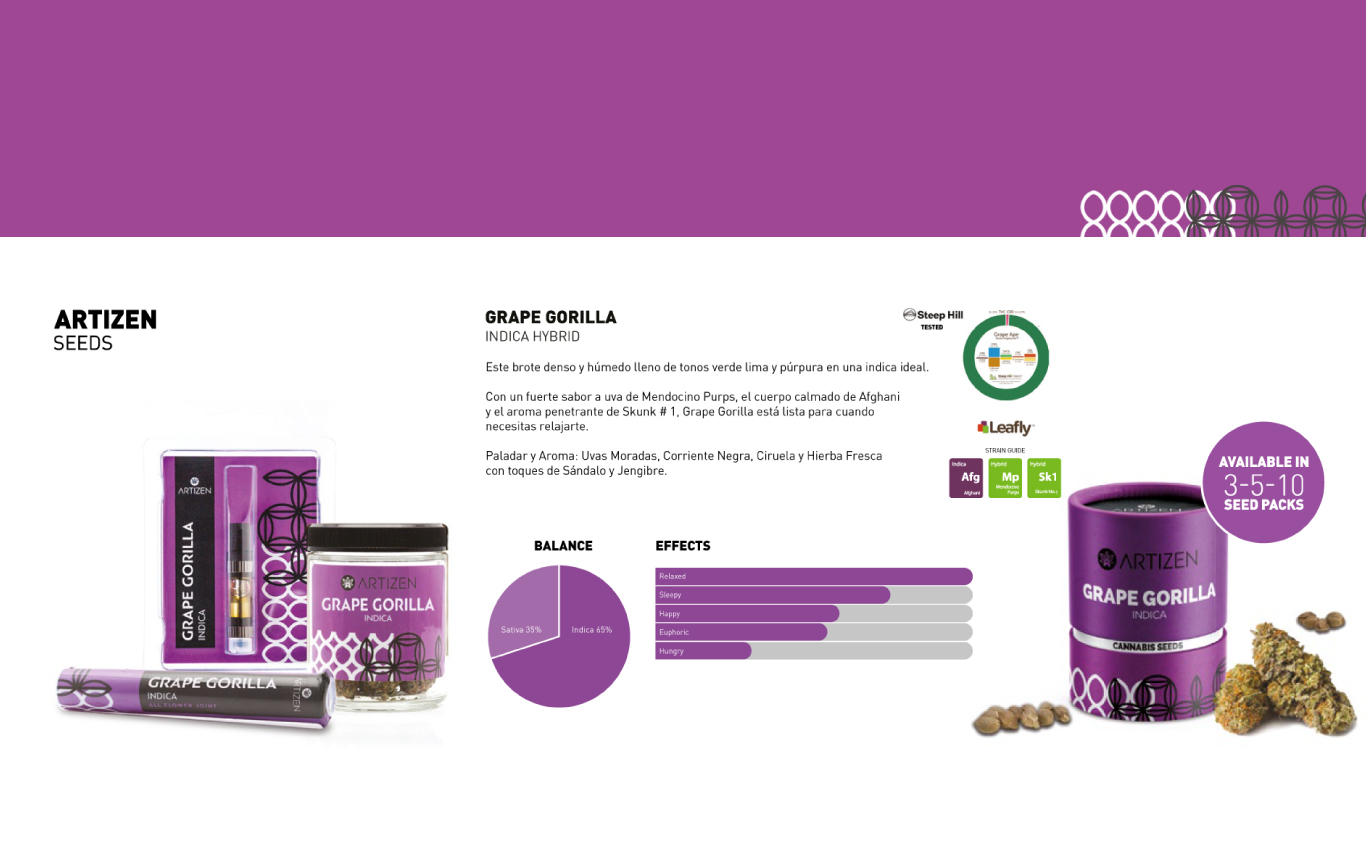 ARTIZEN
SEEDS
ARTIZEN
GRAPE GORILLA
INDICA
ARTIZEN
GRAPE GORILLA
INDICA
GRAPE GORILLA
INDICA
ALL FLOWER JOINT
ARTIZEN
GRAPE GORILLA
INDICA HYBRID
Este brote denso y húmedo lleno de tonos verde lima y púrpura en una indica ideal.
Con un fuerte sabor a uva de Mendocino Purps, el cuerpo calmado de Afghani
y el aroma penetrante de Skunk # 1, Grape Gorilla está lista para cuando
necesitas relajarte.
Paladar y Aroma: Uvas Moradas, Corriente Negra, Ciruela y Hierba Fresca
con toques de Sándalo y Jengibre.
BALANCE
Sativa 35%
Indica 65%
EFFECTS
Relaxed
Sleepy
Happy
Euphoric
Hungry
Steep Hill
TESTED
Grape Ape
Leafly
STRAIN GUIDE
Indica
Afg
Afghani
Hybrid
Mp
Mendocino
Purps
Hybrid
Sk1
Skunk No.1
AVAILABLE IN
3-5-10
SEED PACKS
ARTIZEN
ARTIZEN
GRAPE GORILLA
INDICA
CANNABIS SEEDS